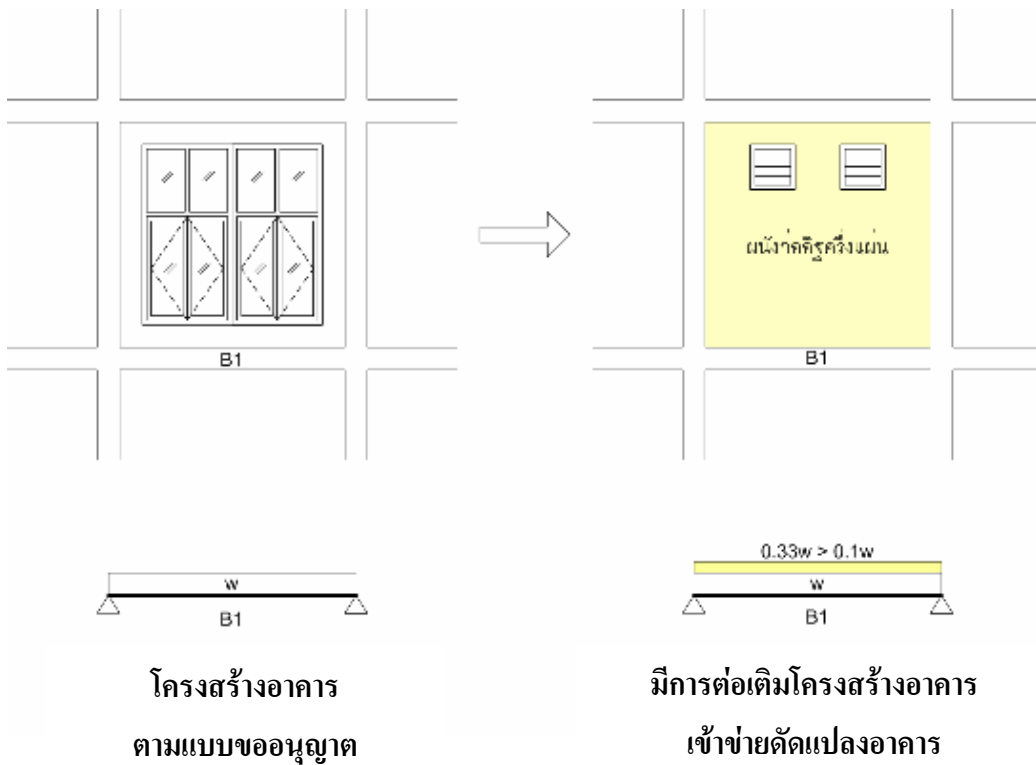 ผนังก่ออิฐครึ่งแผ่น
B1
B1
0.33w > 0.1w
w
w
B1
B1
โครงสร้างอาคาร
ตามแบบขออนุญาต
มีการต่อเติมโครงสร้างอาคาร
เข้าข่ายดัดแปลงอาคาร